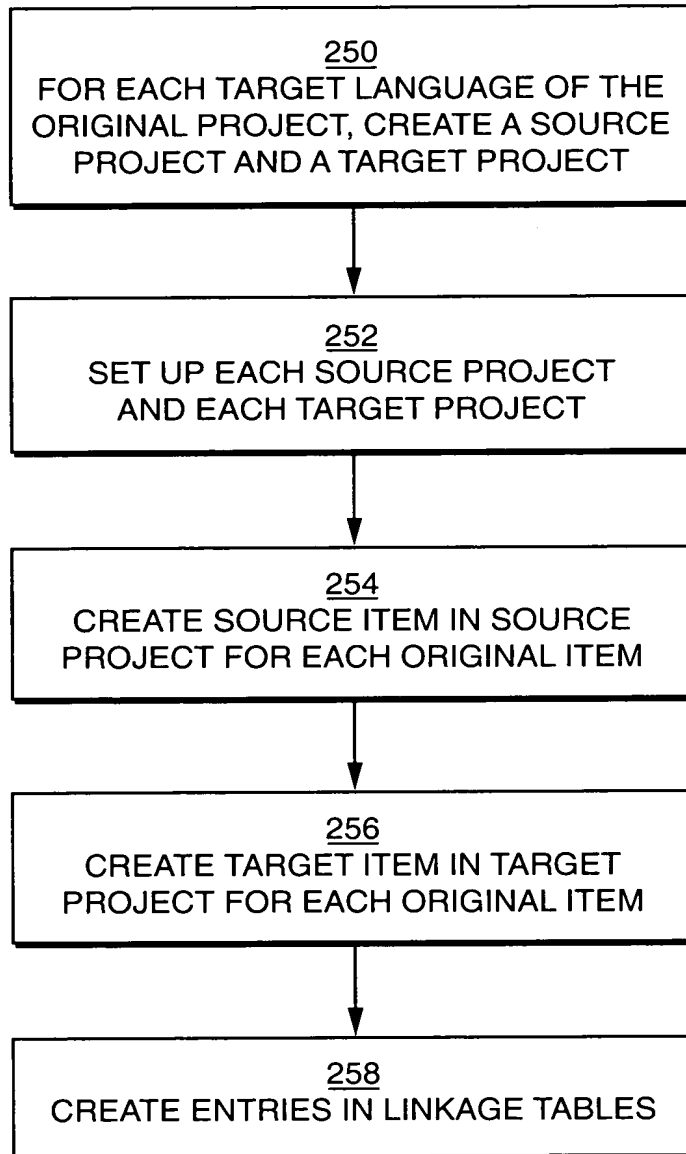 250
FOR EACH TARGET LANGUAGE OF THE
ORIGINAL PROJECT, CREATE A SOURCE
PROJECT AND A TARGET PROJECT
252
SET UP EACH SOURCE PROJECT
AND EACH TARGET PROJECT
254
CREATE SOURCE ITEM IN SOURCE
PROJECT FOR EACH ORIGINAL ITEM
256
CREATE TARGET ITEM IN TARGET
PROJECT FOR EACH ORIGINAL ITEM
258
CREATE ENTRIES IN LINKAGE TABLES